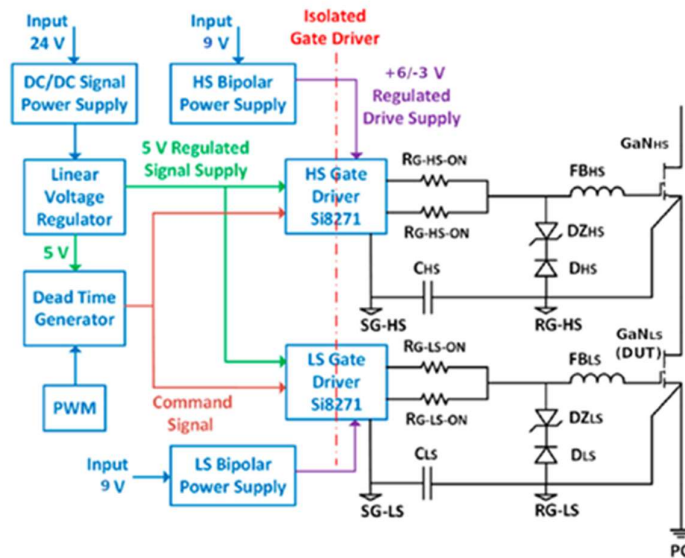 Input
24 V
Input
9 V
Isolated
Gate Driver
DC/DC Signal
Power Supply
HS Bipolar
Power Supply
+6/-3 V
Regulated
Drive Supply
5 V Regulated
Signal Supply
Linear
Voltage
Regulator
HS Gate
Driver
Si8271
RG-HS-ON
RG-HS-ON
FBHS
GaNHS
DZHS
DHS
CHS
SG-HS
RG-HS
5 V
Dead Time
Generator
PWM
Command
Signal
LS Gate
Driver
Si8271
RG-LS-ON
RG-LS-ON
FBLS
GaNLS
(DUT)
DZLS
DLS
CLS
SG-LS
RG-LS
Input
9 V
LS Bipolar
Power Supply